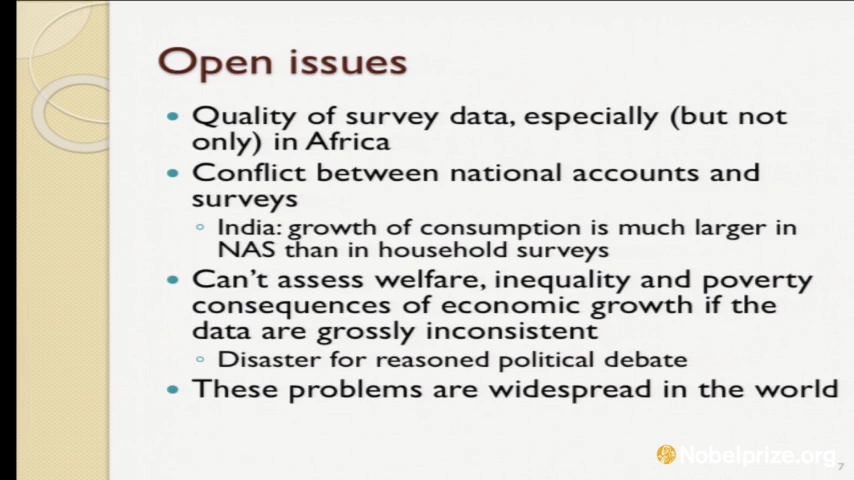 Open issues
• Quality of survey data, especially (but not
only) in Africa
• Conflict between national accounts and
surveys
◦ India: growth of consumption is much larger in
NAS than in household surveys
• Can't assess welfare, inequality and poverty
consequences of economic growth if the
data are grossly inconsistent
◦ Disaster for reasoned political debate
• These problems are widespread in the world
Nobelprize.org
7